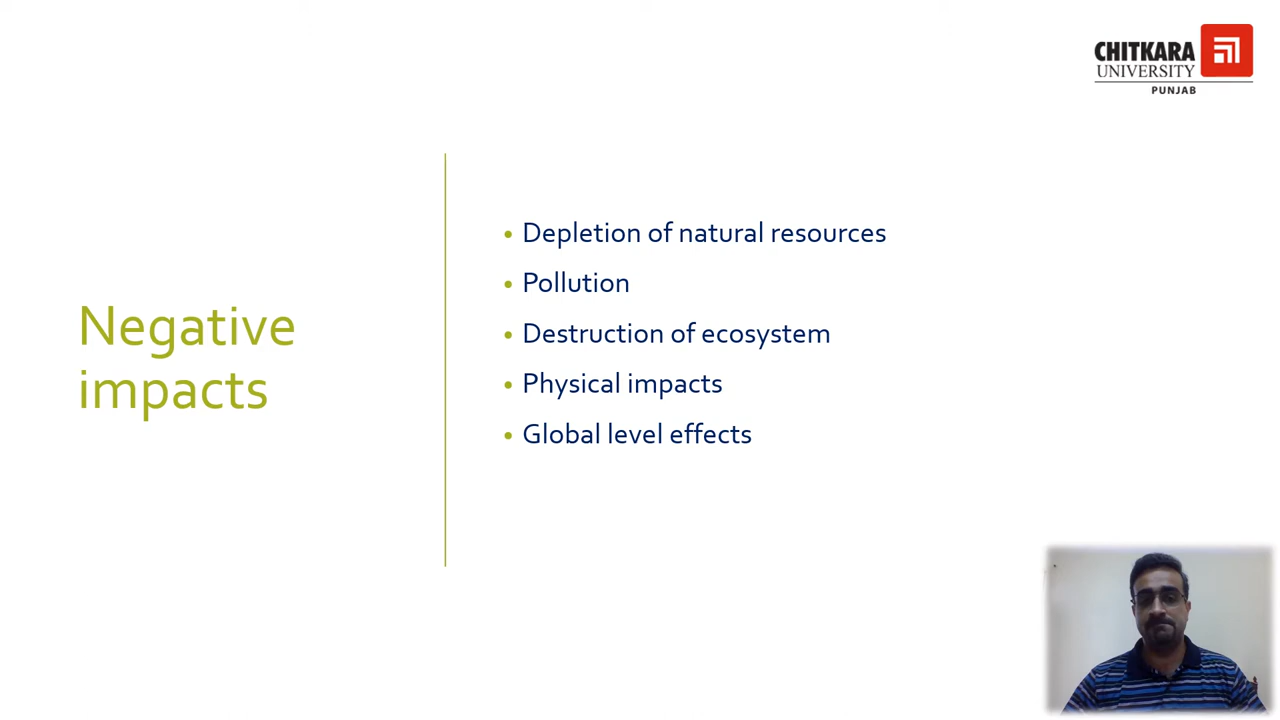 CHITKARA
UNIVERSITY
PUNJAB
Negative
impacts
• Depletion of natural resources
• Pollution
• Destruction of ecosystem
• Physical impacts
• Global level effects